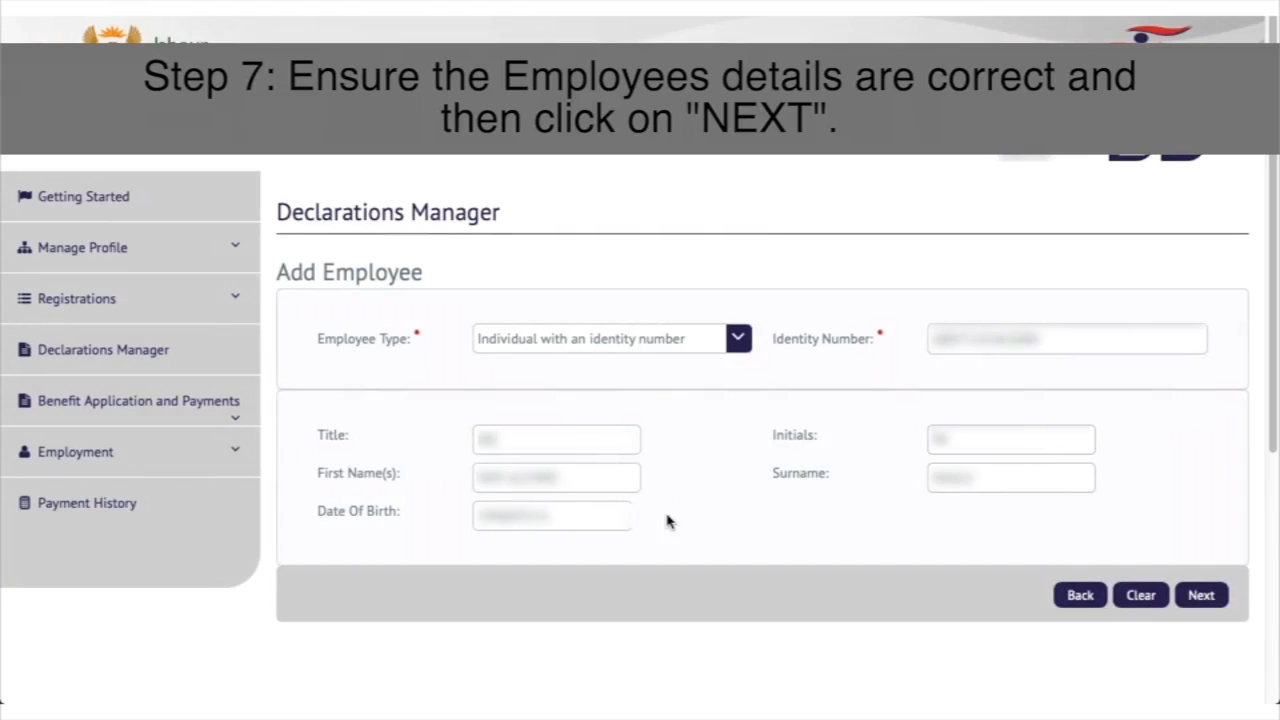 Step 7: Ensure the Employees details are correct and
then click on "NEXT".
Getting Started
Manage Profile
Registrations
Declarations Manager
Benefit Application and Payments
Employment
Payment History
Declarations Manager
Add Employee
Employee Type: * Individual with an identity number Identity Number: *
Title: Initials:
First Name(s): Surname:
Date Of Birth:
Back Clear Next